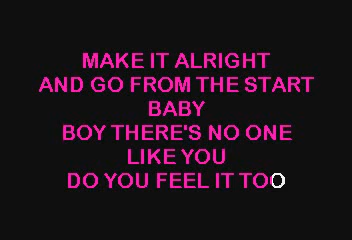 MAKE IT ALRIGHT
AND GO FROM THE START
BABY
BOY THERE'S NO ONE
LIKE YOU
DO YOU FEEL IT TOO